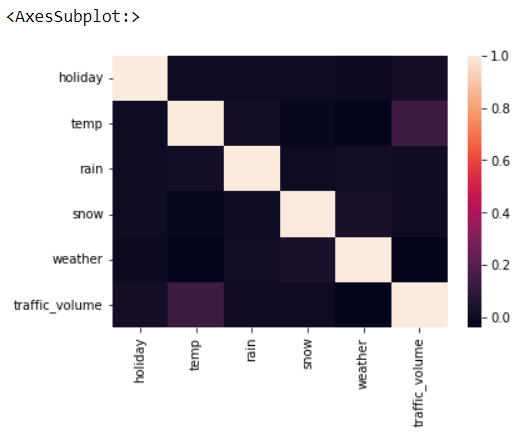 <AxesSubplot:>
1.0
holiday
temp
0.8
rain
0.6
snow
0.4
weather
0.2
traffic_volume
0.0
holiday
temp
rain
snow
weather
traffic_volume